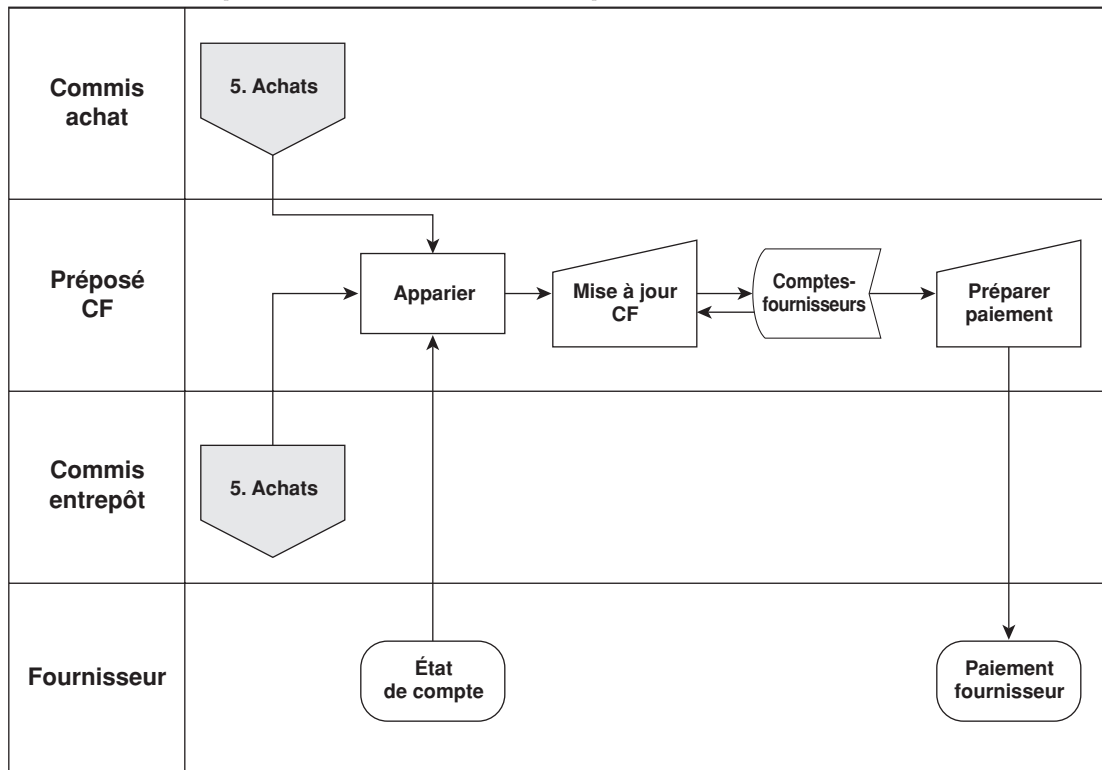 Commis
achat
5. Achats
Préposé
CF
Apparier
Mise à jour
CF
Comptes-
fournisseurs
Préparer
paiement
Commis
entrepôt
5. Achats
Fournisseur
État
de compte
Paiement
fournisseur